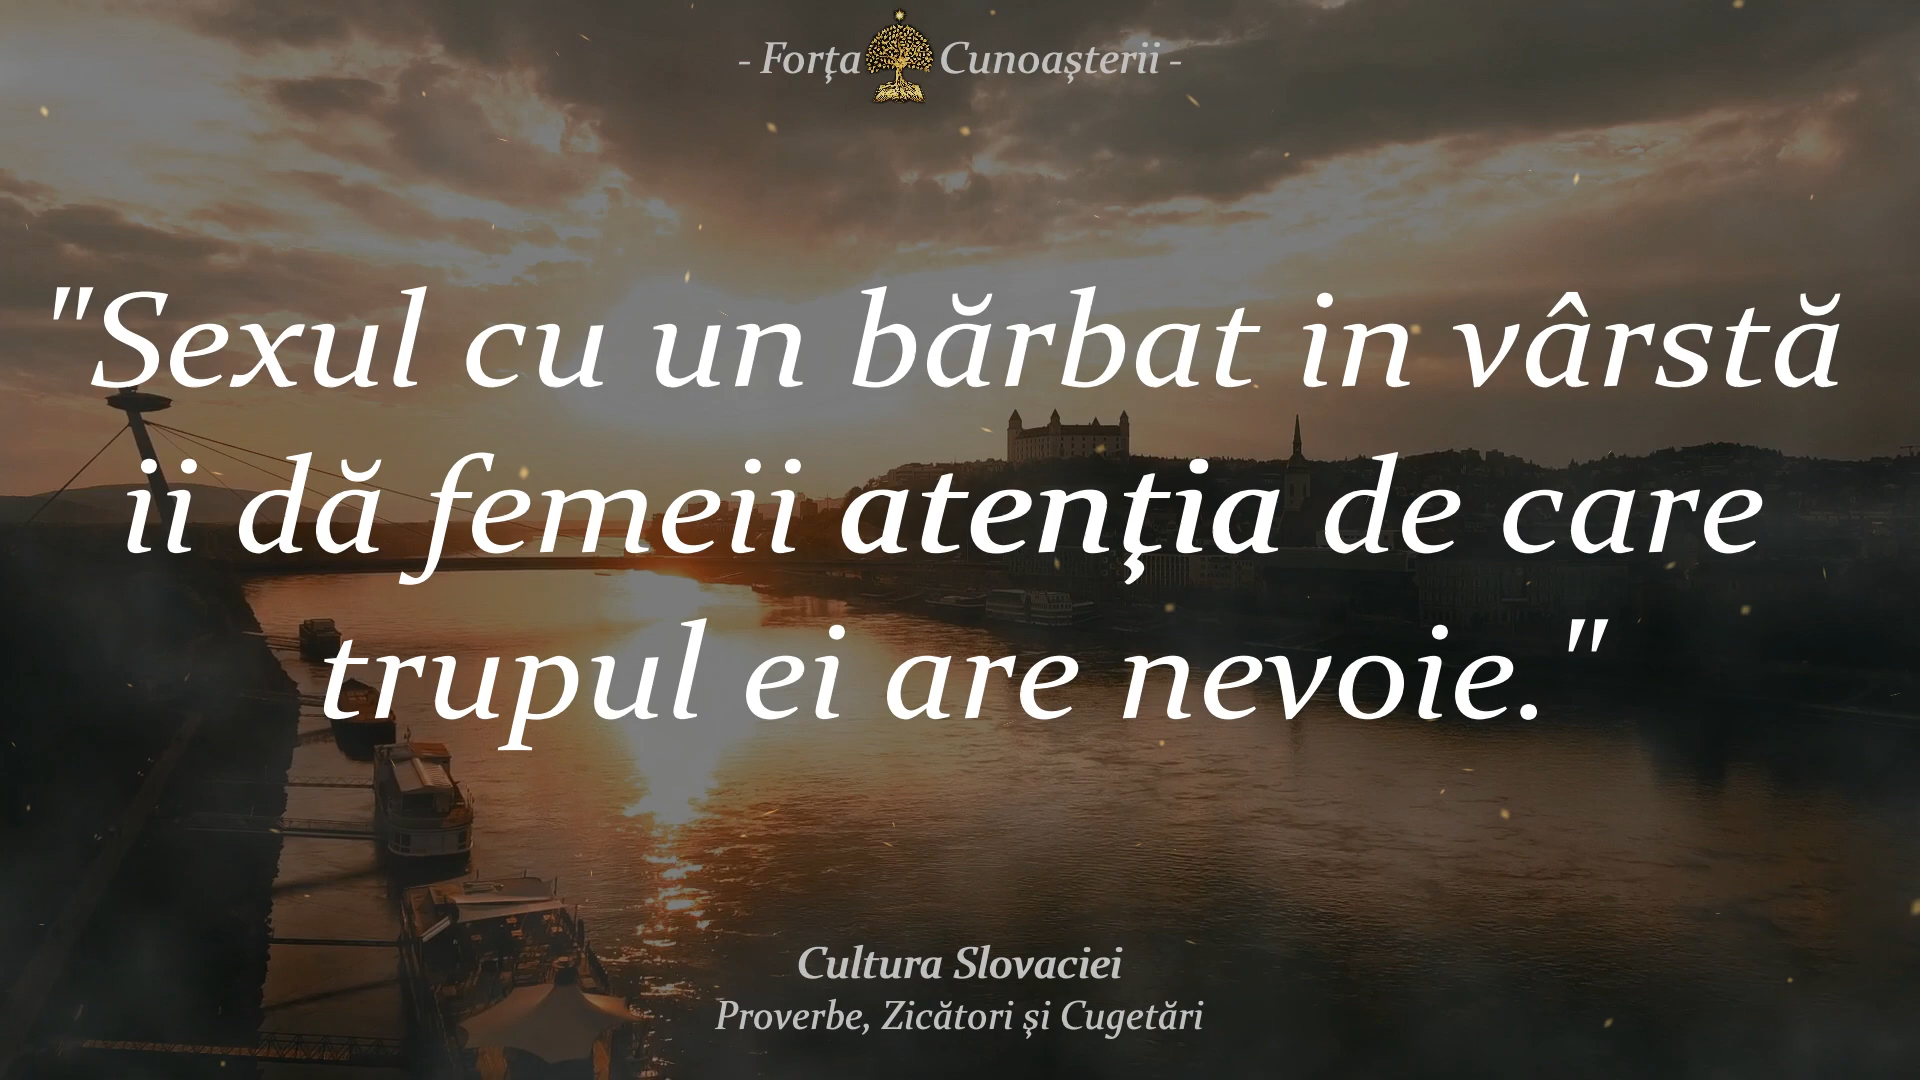 - Forţa Cunoaşterii -
"Sexul cu un bărbat in vârstă
ii dă femeii atenţia de care
trupul ei are nevoie."
Cultura Slovaciei
Proverbe, Zicători şi Cugetări